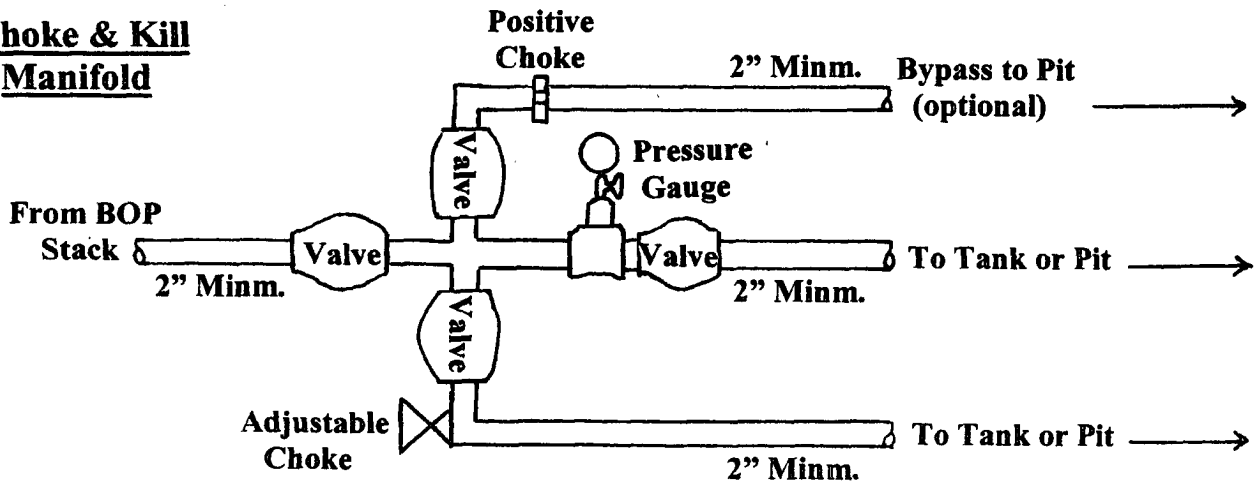 hoke & Kill
Manifold
Positive
Choke
2” Minm.
Bypass to Pit
(optional)
Valve
Pressure
Gauge
From BOP
Stack
Valve
Valve
To Tank or Pit
2” Minm.
2” Minm.
Valve
Adjustable
Choke
To Tank or Pit
2” Minm.